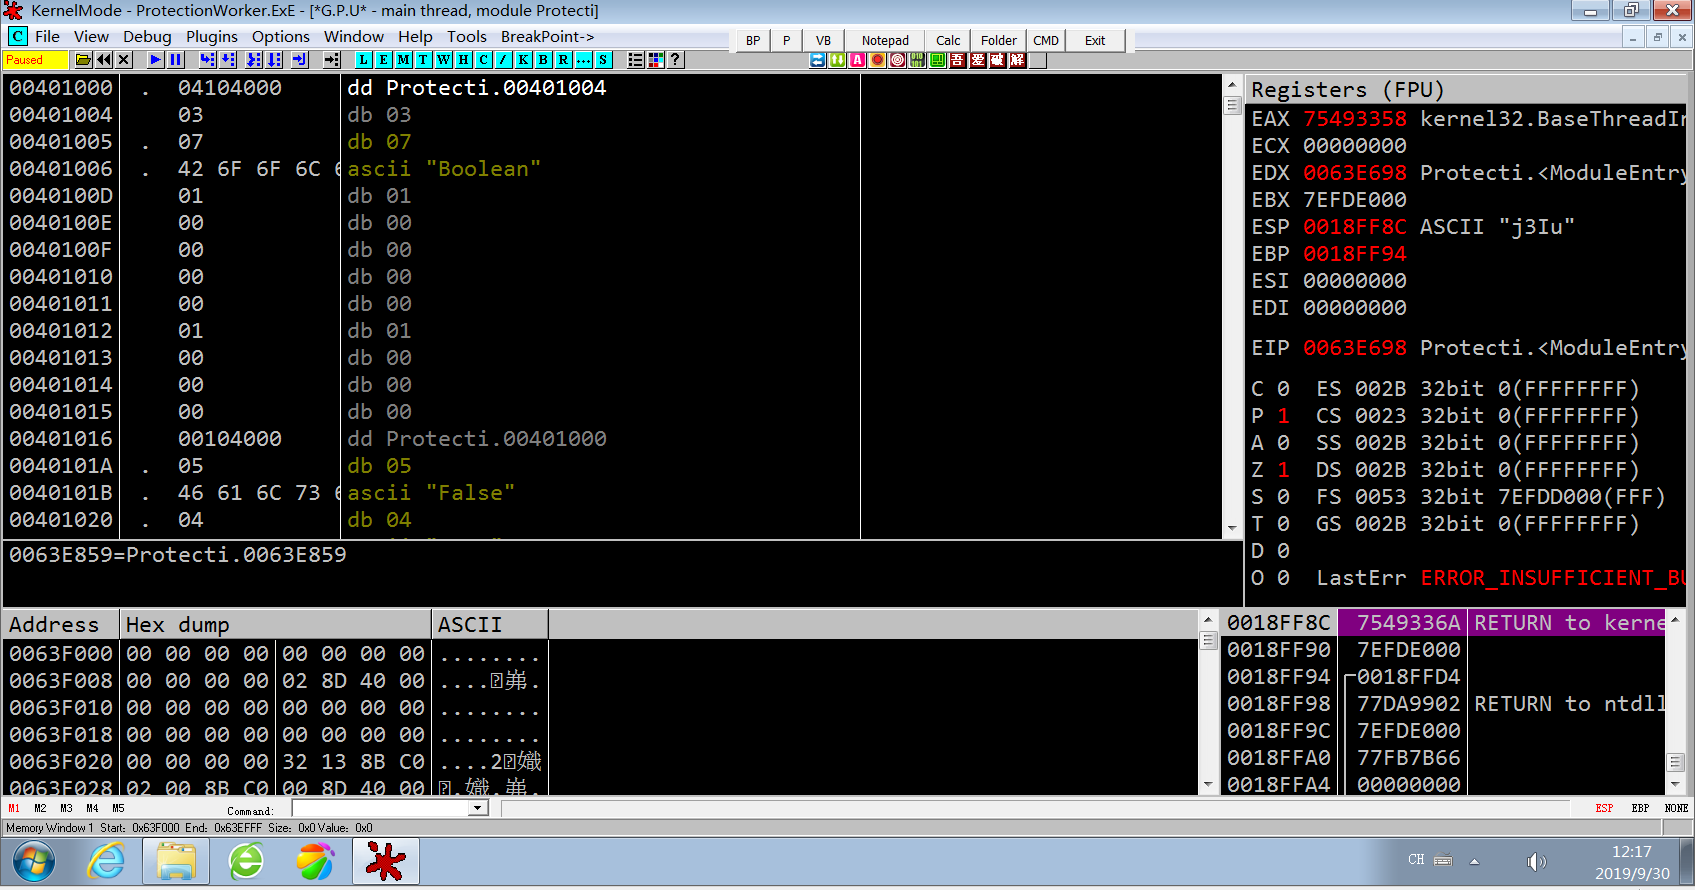 KernelMode - ProtectionWorker.ExE - [*G.P.U* - main thread, module Protecti]
C File View Debug Plugins Options Window Help Tools BreakPoint->
BP P VB Notepad Calc Folder CMD Exit
Paused L E M T W H C / K B R ... S ? 吾 爱 破 解
00401000 . 04104000 dd Protecti.00401004
00401004 03 db 03
00401005 . 07 db 07
00401006 . 42 6F 6F 6C 6 ascii "Boolean"
0040100D 01 db 01
0040100E 00 db 00
0040100F 00 db 00
00401010 00 db 00
00401011 00 db 00
00401012 01 db 01
00401013 00 db 00
00401014 00 db 00
00401015 00 db 00
00401016 00104000 dd Protecti.00401000
0040101A . 05 db 05
0040101B . 46 61 6C 73 6 ascii "False"
00401020 . 04 db 04
0063E859=Protecti.0063E859
Registers (FPU)
EAX 75493358 kernel32.BaseThreadIn
ECX 00000000
EDX 0063E698 Protecti.<ModuleEntry
EBX 7EFDE000
ESP 0018FF8C ASCII "j3Iu"
EBP 0018FF94
ESI 00000000
EDI 00000000
EIP 0063E698 Protecti.<ModuleEntry
C 0 ES 002B 32bit 0(FFFFFFFF)
P 1 CS 0023 32bit 0(FFFFFFFF)
A 0 SS 002B 32bit 0(FFFFFFFF)
Z 1 DS 002B 32bit 0(FFFFFFFF)
S 0 FS 0053 32bit 7EFDD000(FFF)
T 0 GS 002B 32bit 0(FFFFFFFF)
D 0
O 0 LastErr ERROR_INSUFFICIENT_BU
Address Hex dump ASCII
0063F000 00 00 00 00 00 00 00 00 ........
0063F008 00 00 00 00 02 8D 40 00 ....
0063F010 00 00 00 00 00 00 00 00 ........
0063F018 00 00 00 00 00 00 00 00 ........
0063F020 00 00 00 00 32 13 8B C0 ....2
0063F028 02 00 8B C0 00 8D 40 00
0018FF8C 7549336A RETURN to kerne
0018FF90 7EFDE000
0018FF94 0018FFD4
0018FF98 77DA9902 RETURN to ntdll
0018FF9C 7EFDE000
0018FFA0 77FB7B66
0018FFA4 00000000
M1 M2 M3 M4 M5 Command: ESP EBP NONE
Memory Window 1 Start: 0x63F000 End: 0x63EFFF Size: 0x0 Value: 0x0
CH 12:17
2019/9/30